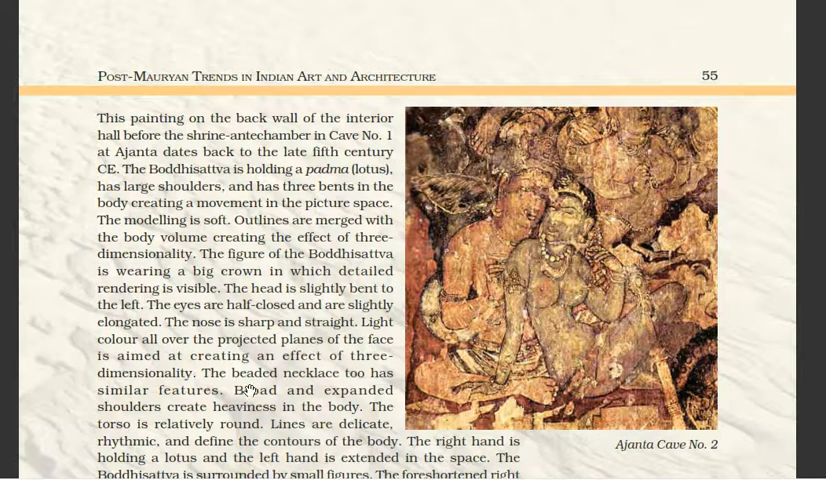 Post-Mauryan Trends in Indian Art and Architecture 55
This painting on the back wall of the interior
hall before the shrine-antechamber in Cave No. 1
at Ajanta dates back to the late fifth century
CE. The Boddhisattva is holding a padma (lotus),
has large shoulders, and has three bents in the
body creating a movement in the picture space.
The modelling is soft. Outlines are merged with
the body volume creating the effect of three-
dimensionality. The figure of the Boddhisattva
is wearing a big crown in which detailed
rendering is visible. The head is slightly bent to
the left. The eyes are half-closed and are slightly
elongated. The nose is sharp and straight. Light
colour all over the projected planes of the face
is aimed at creating an effect of three-
dimensionality. The beaded necklace too has
similar features. Broad and expanded
shoulders create heaviness in the body. The
torso is relatively round. Lines are delicate,
rhythmic, and define the contours of the body. The right hand is
holding a lotus and the left hand is extended in the space. The
Boddhisattva is surrounded by small figures. The foreshortened right
Ajanta Cave No. 2